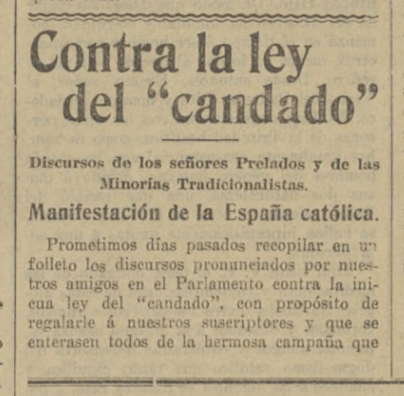 Contra la ley
del "candado"
Discursos de los señores Prelados y de las
Minorías Tradicionalistas.
Manifestación de la España católica.
Prometimos días pasados recopilar en un
folleto los discursos pronunciados por nues-
tros amigos en el Parlamento contra la ini-
cua ley del "candado", con propósito de
regalarle á nuestros suscriptores y que se
enterasen todos de la hermosa campaña que